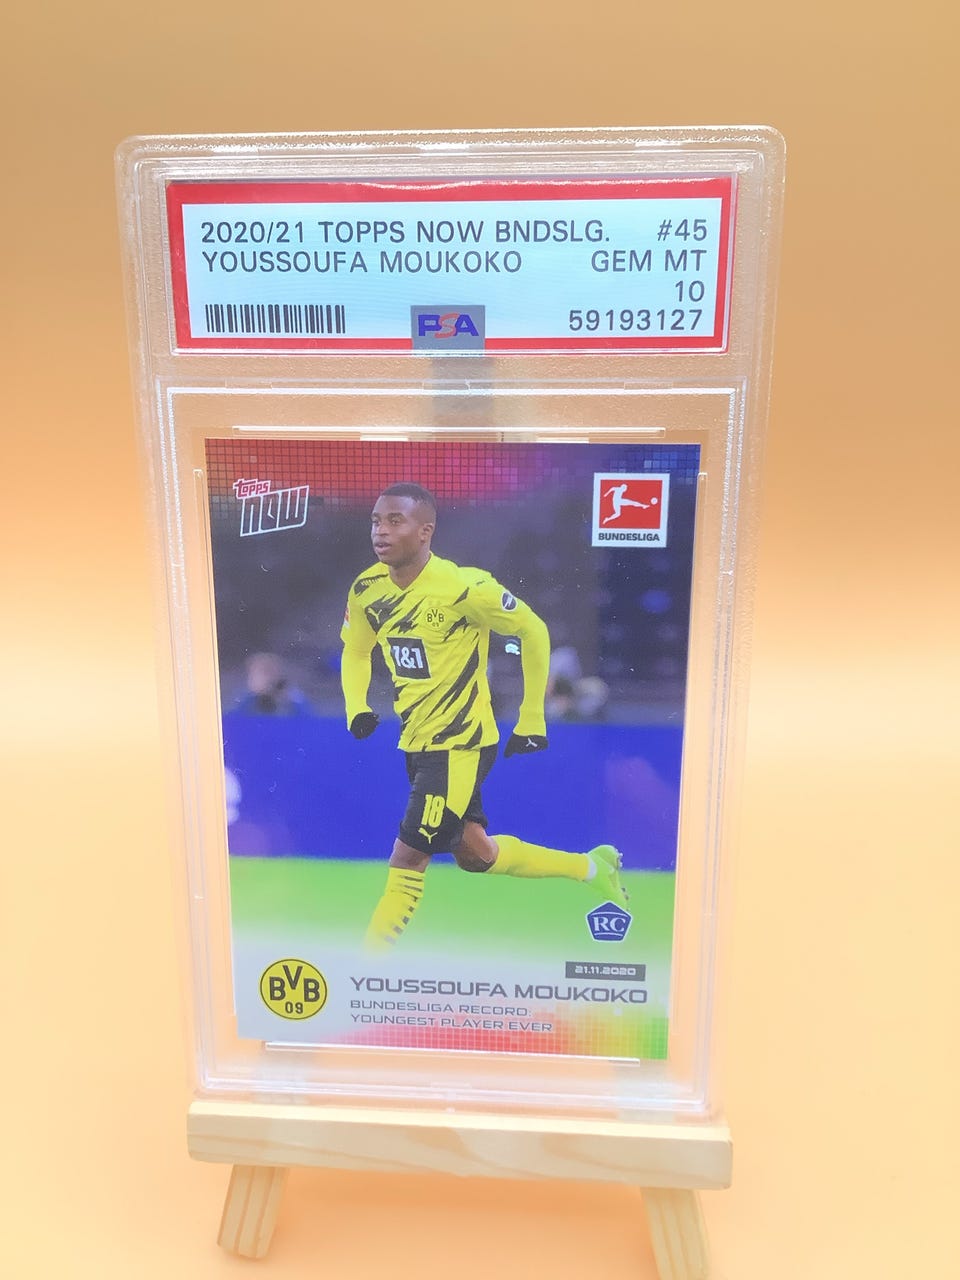 2020/21 TOPPS NOW BNDSLG. #45
YOUSSOUFA MOUKOKO GEM MT
10
PSA 59193127
topps
NOW
BUNDESLIGA
BVB
09
1&1
18
RC
21.11.2020
BVB
09
YOUSSOUFA MOUKOKO
BUNDESLIGA RECORD:
YOUNGEST PLAYER EVER